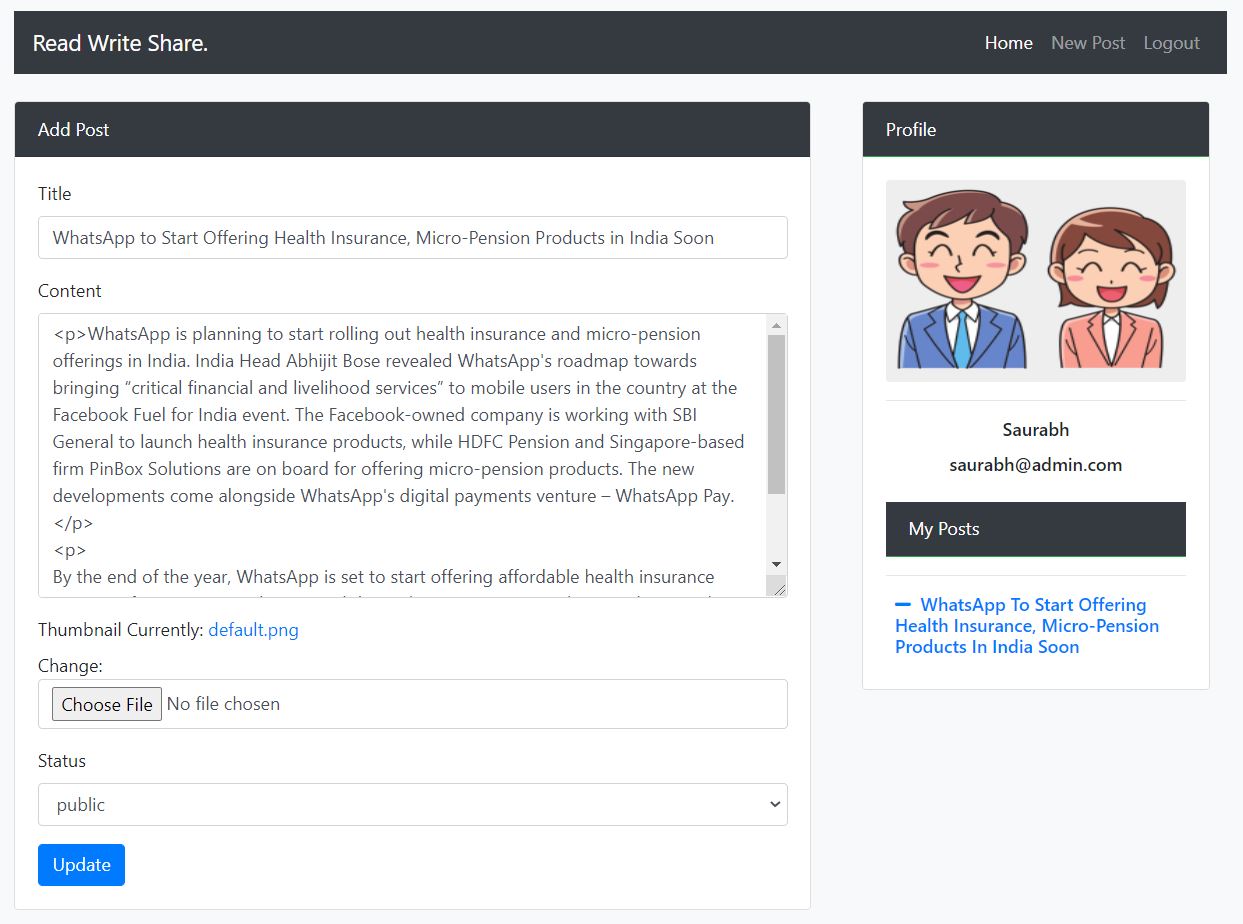 Read Write Share.
Home New Post Logout
Add Post
Title
WhatsApp to Start Offering Health Insurance, Micro-Pension Products in India Soon
Content
<p>WhatsApp is planning to start rolling out health insurance and micro-pension
offerings in India. India Head Abhijit Bose revealed WhatsApp's roadmap towards
bringing “critical financial and livelihood services” to mobile users in the country at the
Facebook Fuel for India event. The Facebook-owned company is working with SBI
General to launch health insurance products, while HDFC Pension and Singapore-based
firm PinBox Solutions are on board for offering micro-pension products. The new
developments come alongside WhatsApp's digital payments venture – WhatsApp Pay.
</p>
<p>
By the end of the year, WhatsApp is set to start offering affordable health insurance
Thumbnail Currently: default.png
Change:
Choose File No file chosen
Status
public
Update
Profile
Saurabh
saurabh@admin.com
My Posts
WhatsApp To Start Offering
Health Insurance, Micro-Pension
Products In India Soon